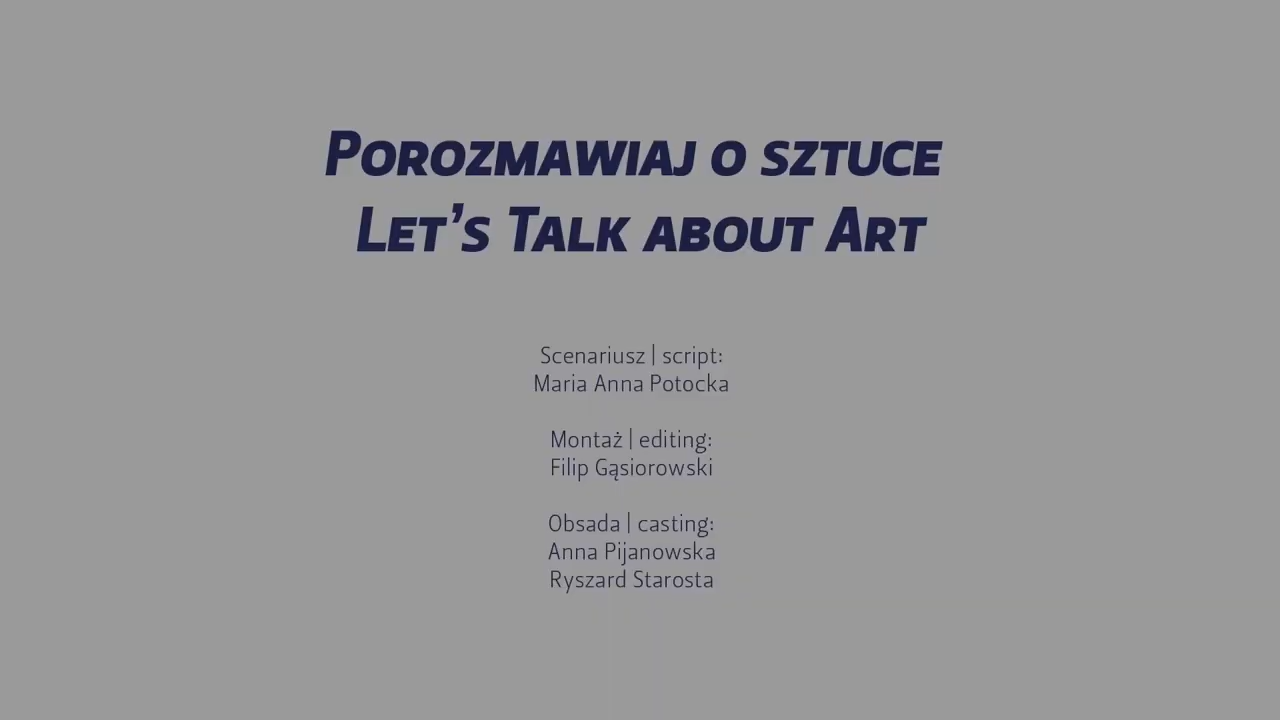 Porozmawiaj o sztuce
Let’s Talk about Art
Scenariusz | script:
Maria Anna Potocka
Montaż | editing:
Filip Gąsiorowski
Obsada | casting:
Anna Pijanowska
Ryszard Starosta